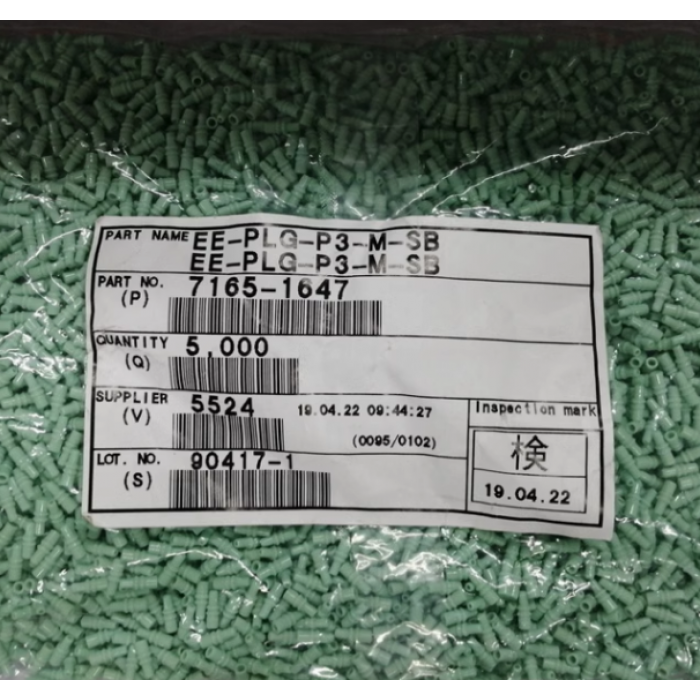 PART NAME EE-PLG-P3-M-SB
EE-PLG-P3-M-SB
PART NO. 7165-1647
(P)
QUANTITY 5,000
(Q)
SUPPLIER 5524 19.04.22 09:44:27
(V) (0095/0102)
Inspection mark
検
19.04.22
LOT. NO. 90417-1
(S)